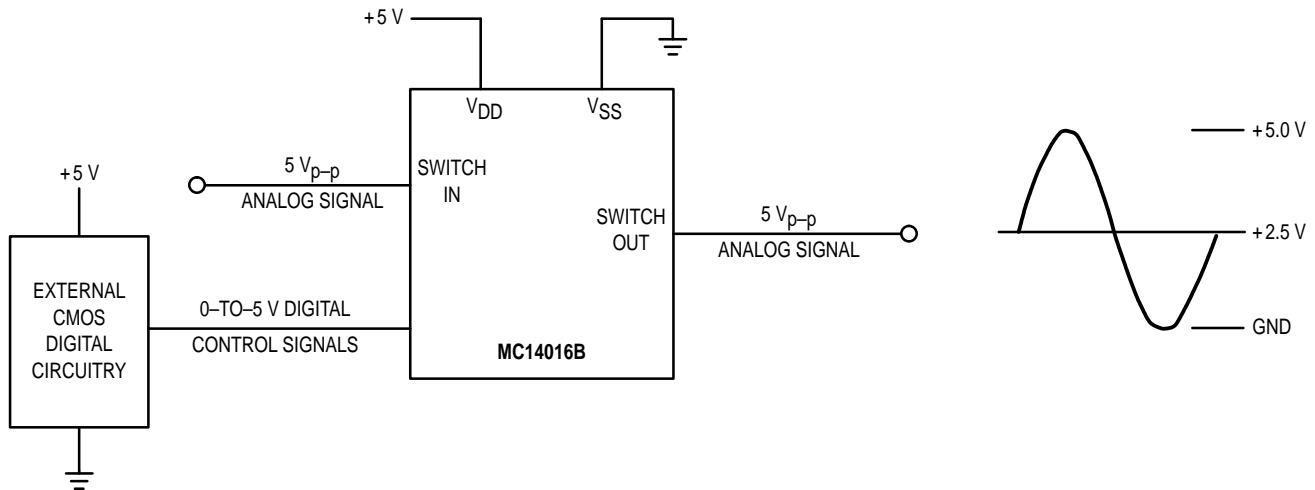 +5 V
VDD
VSS
+5 V
5 Vp–p
ANALOG SIGNAL
SWITCH
IN
SWITCH
OUT
5 Vp–p
ANALOG SIGNAL
EXTERNAL
CMOS
DIGITAL
CIRCUITRY
0–TO–5 V DIGITAL
CONTROL SIGNALS
MC14016B
+5.0 V
+2.5 V
GND